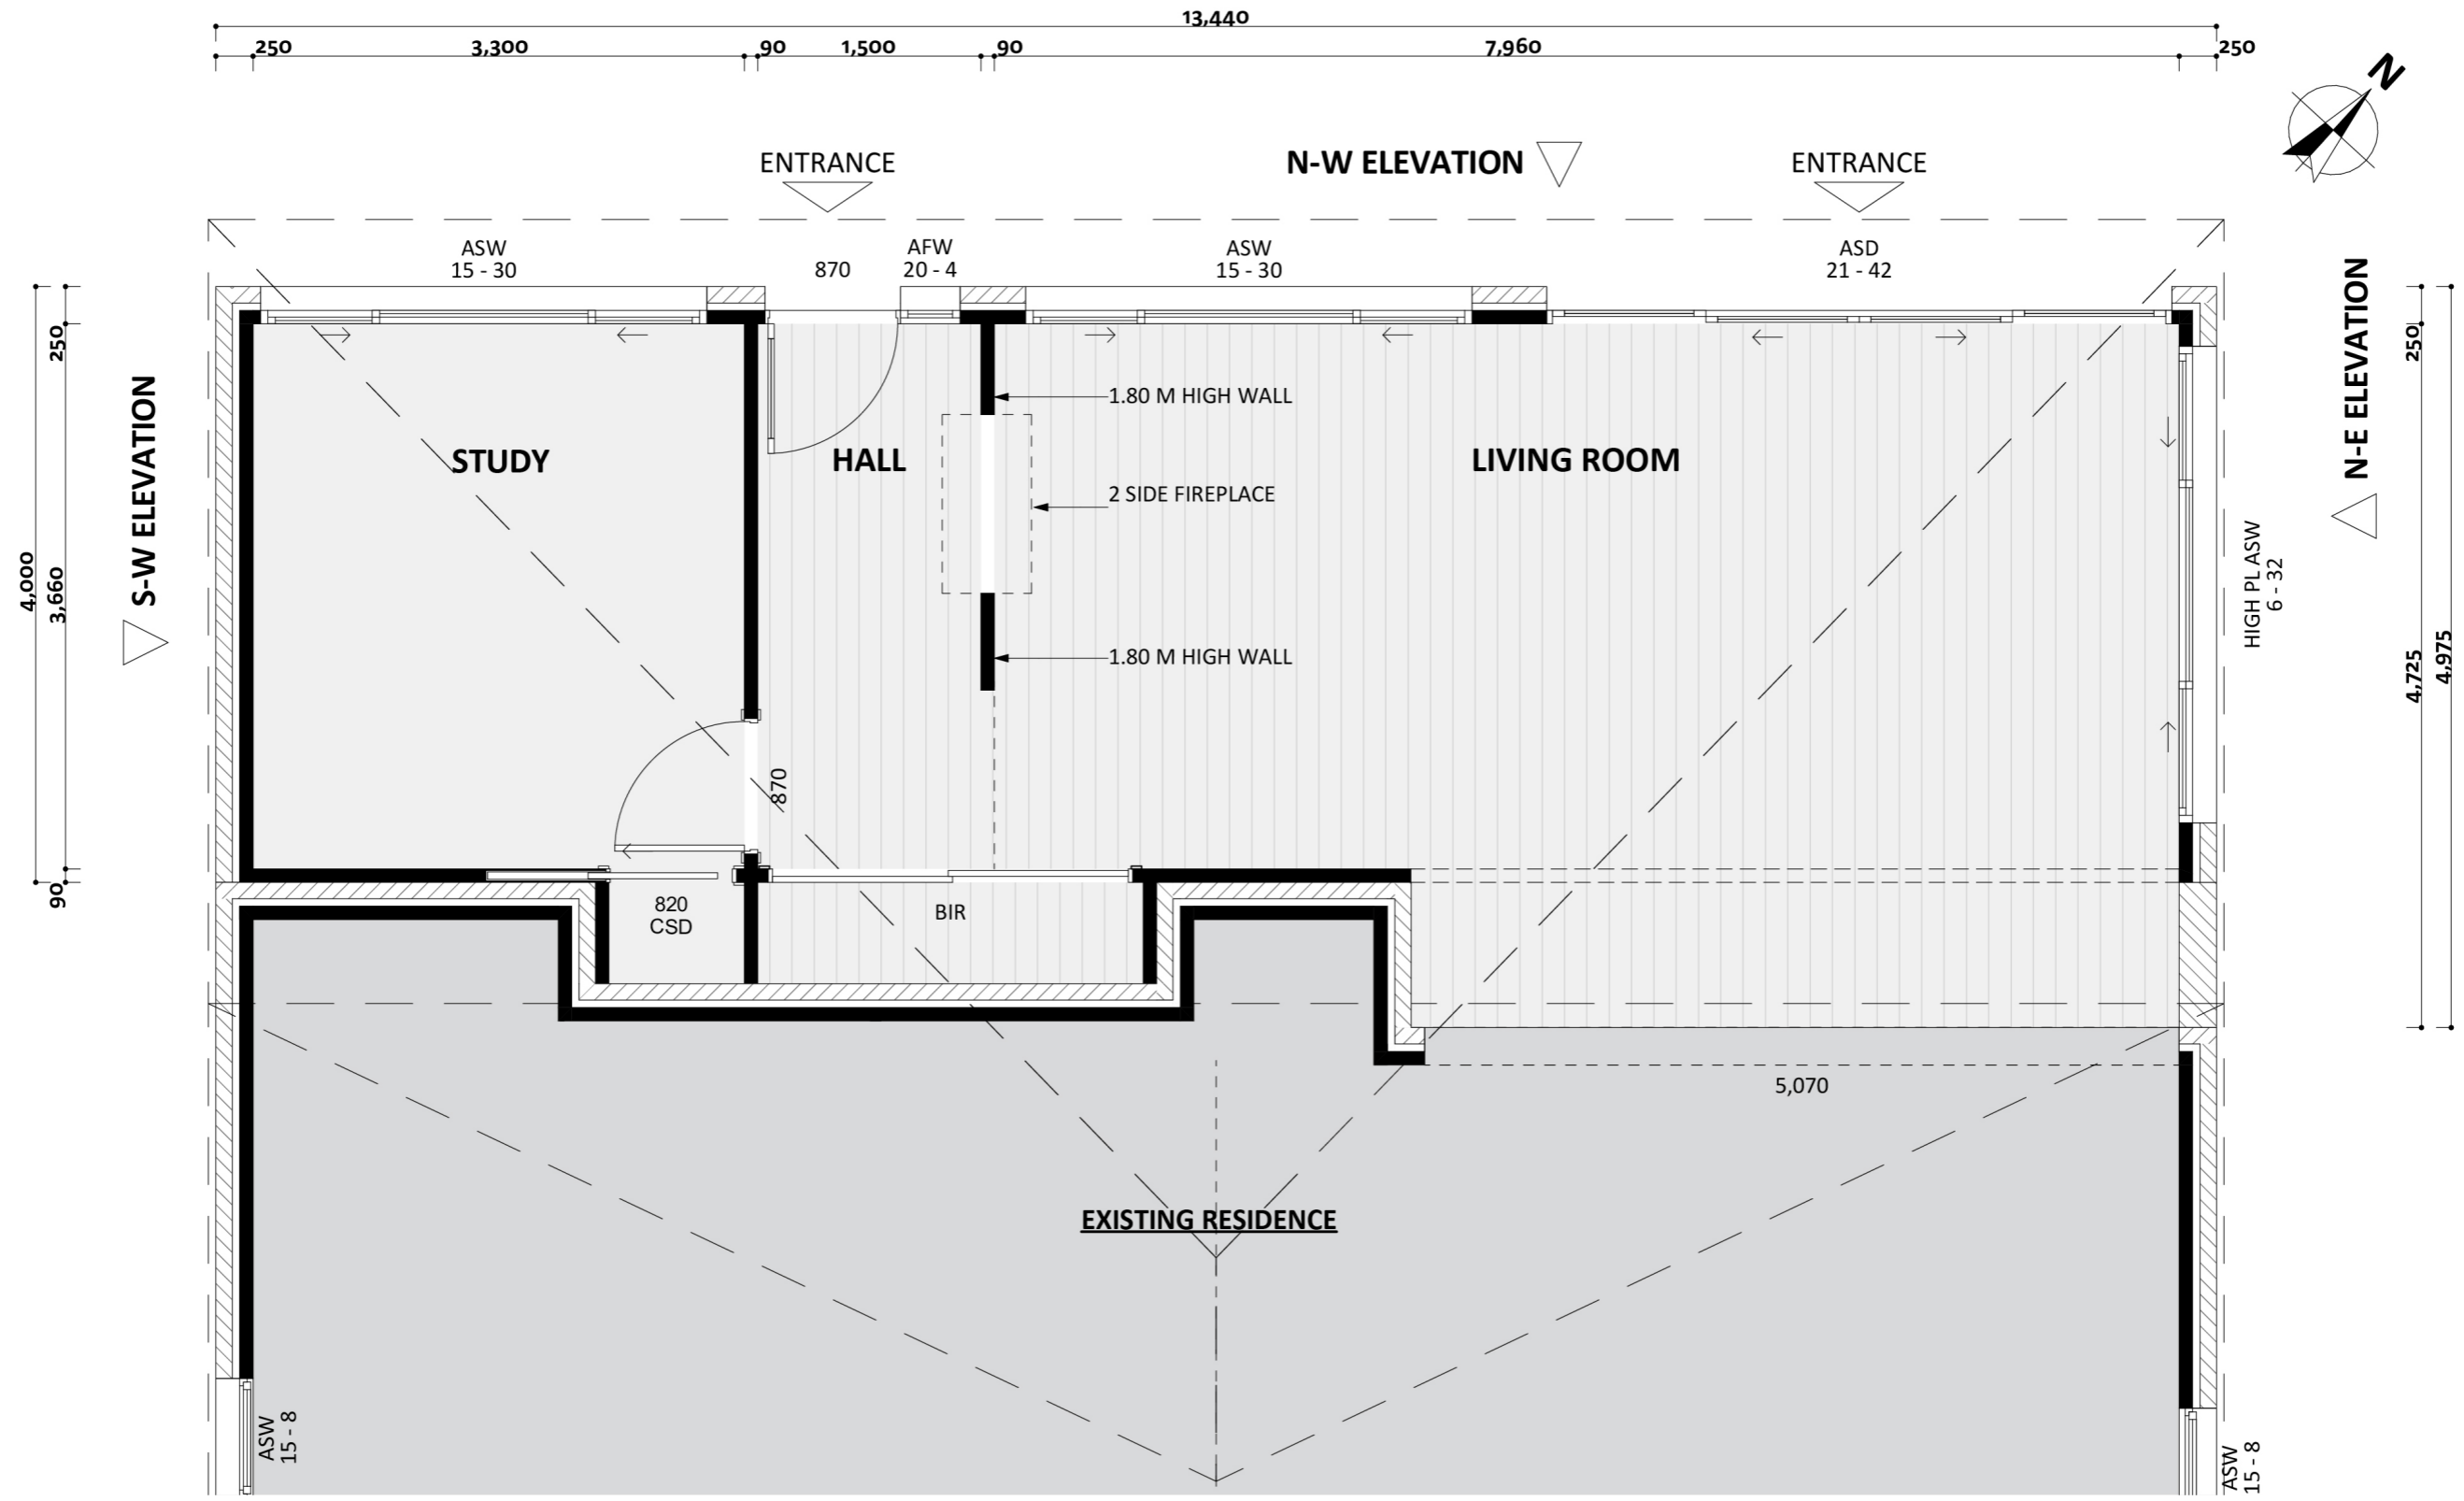 13,440
250
3,300
90
1,500
90
7,960
250
N
ENTRANCE
N-W ELEVATION
ENTRANCE
ASW
15 - 30
870
AFW
20 - 4
ASW
15 - 30
ASD
21 - 42
S-W ELEVATION
4,000
250
3,660
90
STUDY
HALL
LIVING ROOM
1.80 M HIGH WALL
2 SIDE FIREPLACE
1.80 M HIGH WALL
870
N-E ELEVATION
HIGH PL ASW
6 - 32
250
4,725
4,975
820
CSD
BIR
5,070
EXISTING RESIDENCE
ASW
15 - 8
ASW
15 - 8